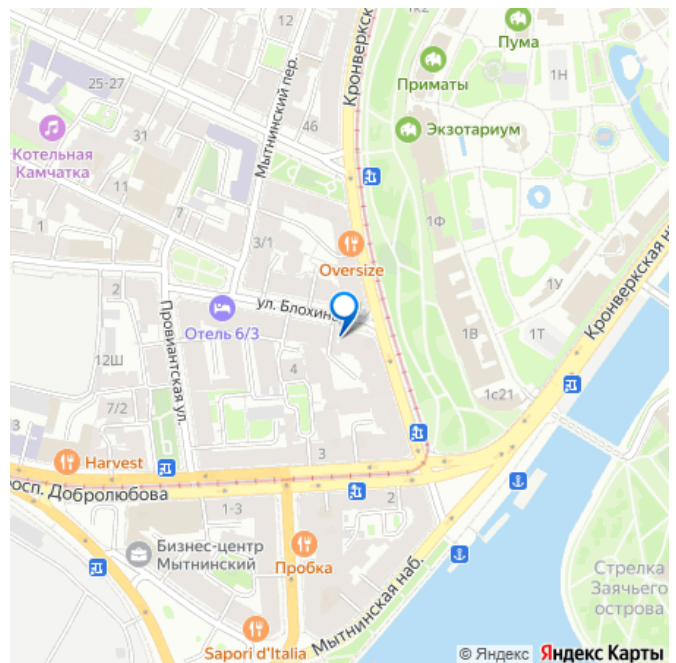 1к2
Пума
12
Кронверкск
Приматы
1Н
25-27
Мытнинский пер.
46
Экзотариум
31
Котельная
Камчатка
11
7
1
1Ф
3/1
Oversize
Кронверкская на
2
ул. Блохина
1У
Отель 6/3
Провиантская ул.
1В
1Т
12Ш
4
1с21
7/2
3
Harvest
росп. Добролюбова
2
1-3
Бизнес-центр
Мытнинский
Пробка
Стрелка
Заячьего
острова
Мытнинская наб.
Sapori d'Italia
© Яндекс Яндекс Карты